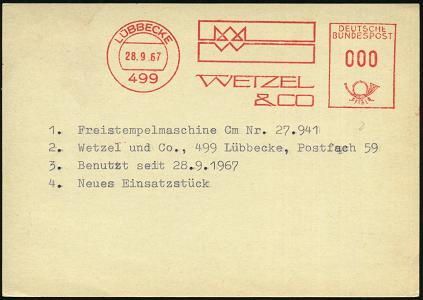 LÜBBECKE
28.9.67
499
WETZEL
& CO
DEUTSCHE
BUNDESPOST
000
1. Freistempelmaschine Cm Nr. 27.941
2. Wetzel und Co., 499 Lübbecke, Postfach 59
3. Benutzt seit 28.9.1967
4. Neues Einsatzstück